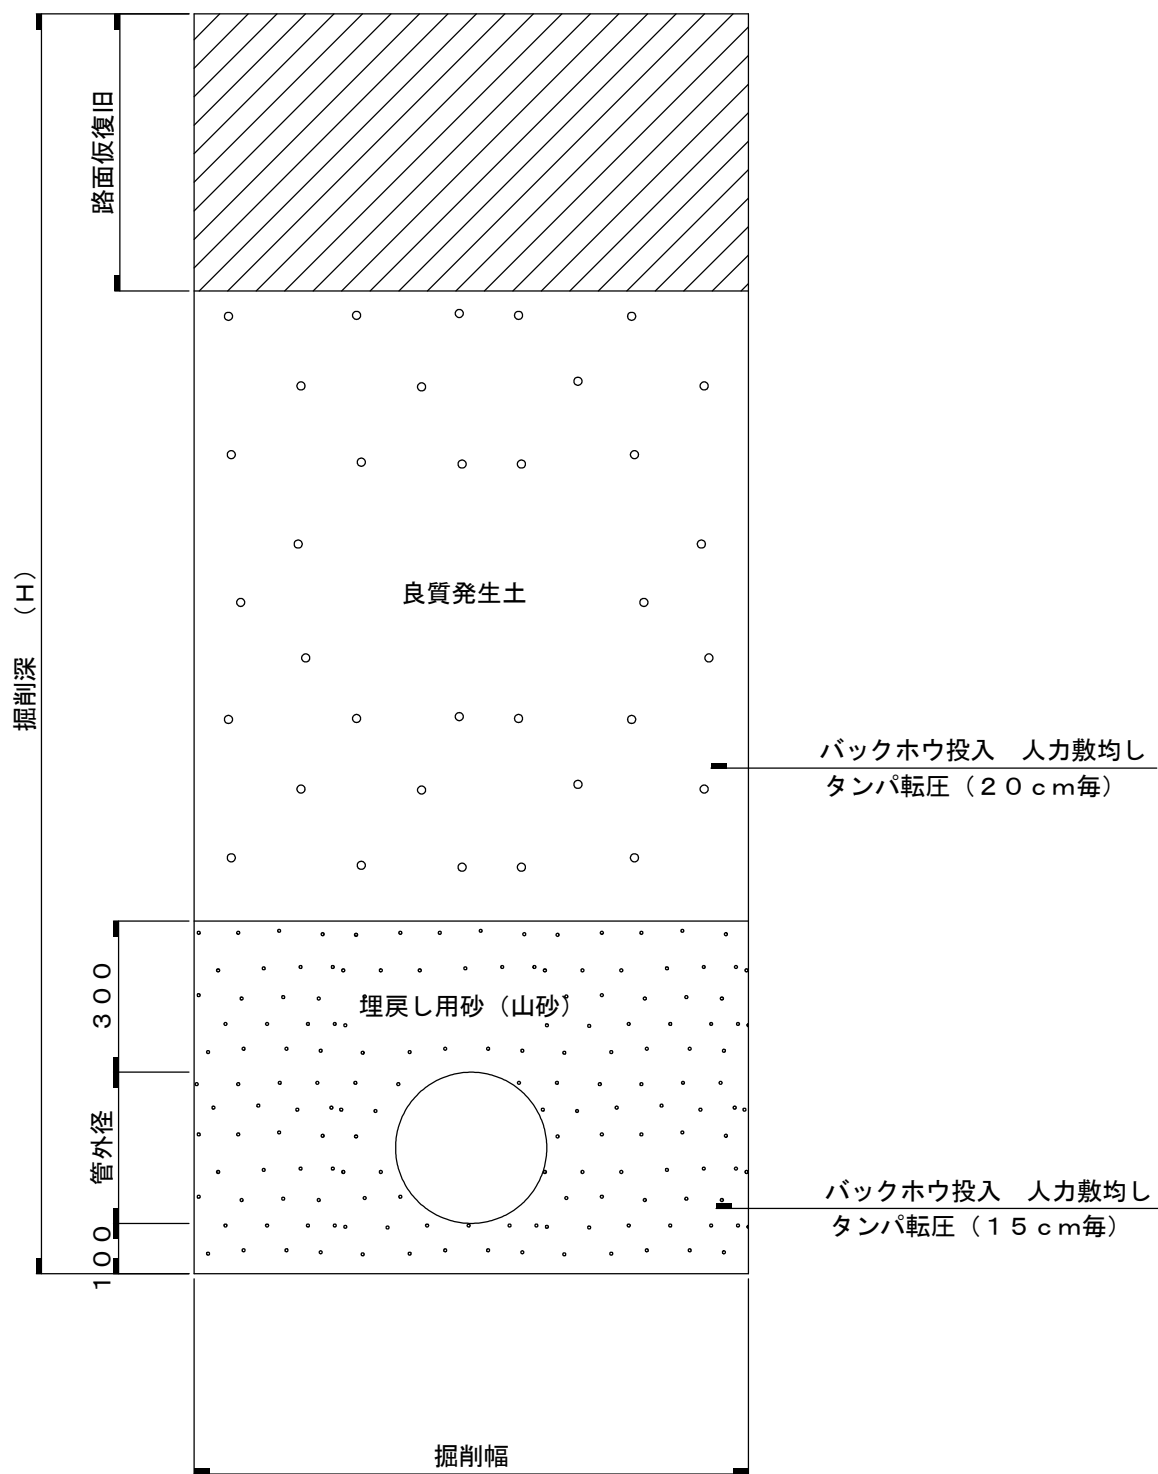 路面仮復旧
掘削深　（Ｈ）
良質発生土
バックホウ投入　人力敷均し
タンパ転圧（２０ｃｍ毎）
３００
埋戻し用砂（山砂）
管外径
バックホウ投入　人力敷均し
タンパ転圧（１５ｃｍ毎）
１００
掘削幅